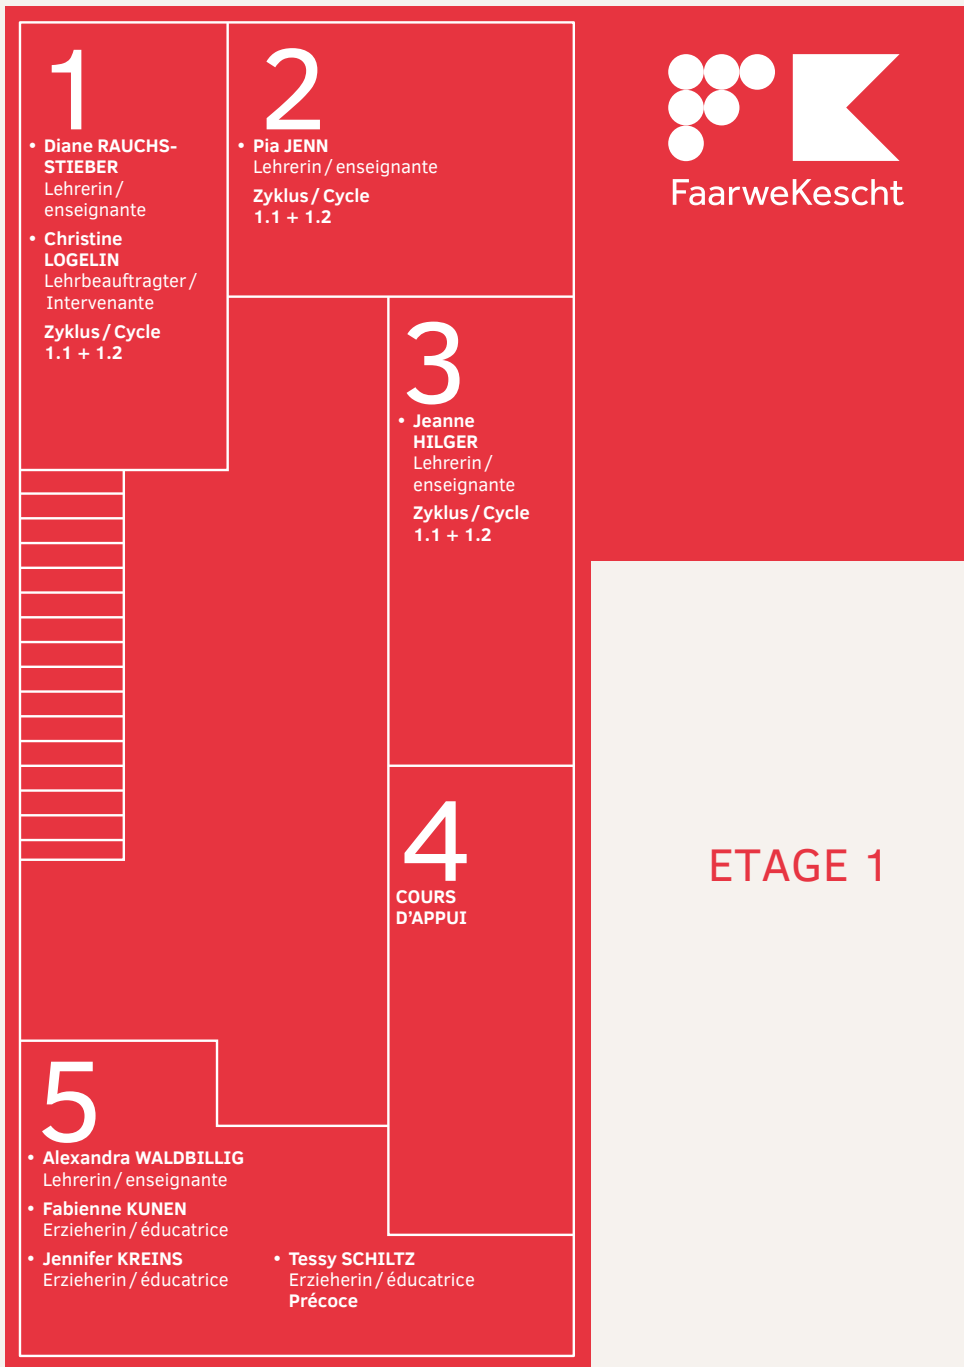 1
• Diane RAUCHS-
STIEBER
Lehrerin /
enseignante
• Christine
LOGELIN
Lehrbeauftragter /
Intervenante
Zyklus / Cycle
1.1 + 1.2
2
• Pia JENN
Lehrerin / enseignante
Zyklus / Cycle
1.1 + 1.2
FaarweKescht
3
• Jeanne
HILGER
Lehrerin /
enseignante
Zyklus / Cycle
1.1 + 1.2
4
COURS
D'APPUI
ETAGE 1
5
• Alexandra WALDBILLIG
Lehrerin / enseignante
• Fabienne KUNEN
Erzieherin / éducatrice
• Jennifer KREINS
Erzieherin / éducatrice
• Tessy SCHILTZ
Erzieherin / éducatrice
Précoce